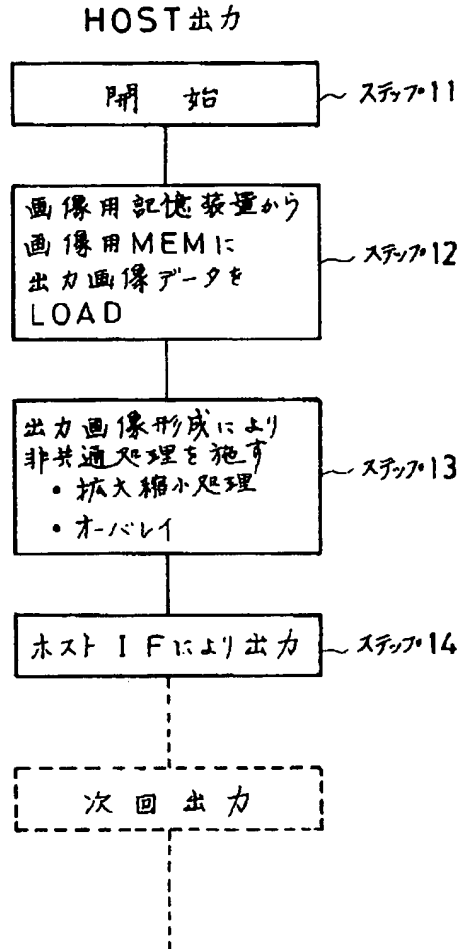 HOST出力
開始
ステップ11
画像用記憶装置から
画像用MEMに
出力画像データを
LOAD
ステップ12
出力画像形成により
非共通処理を施す
・拡大縮小処理
・オーバレイ
ステップ13
ホストIFにより出力
ステップ14
次回出力